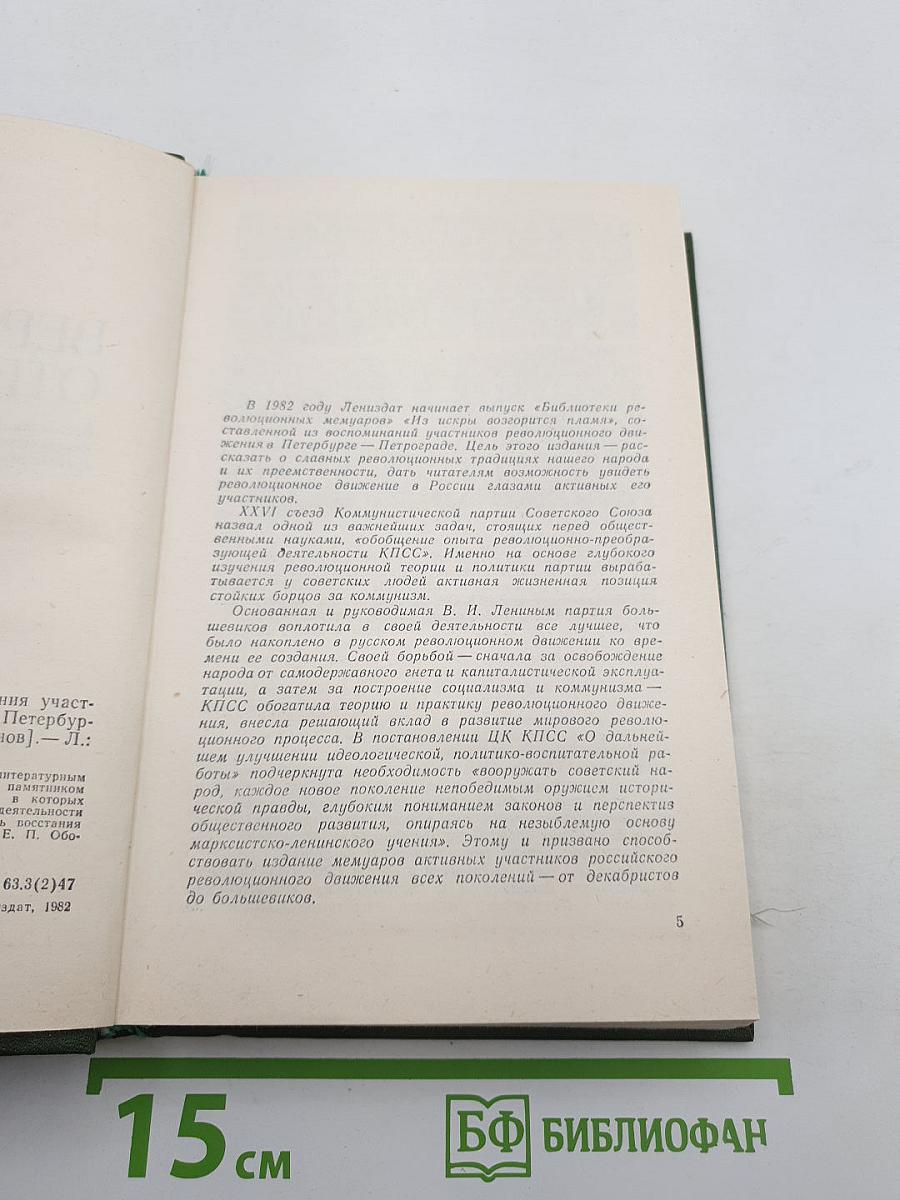 ния участ-
Петербур-
нов].— Л.:
литературным
памятником
в которых
деятельности
ь восстания
Е. П. Обо-
63.3(2)47
здат, 1982
В 1982 году Лениздат начинает выпуск «Библиотеки ре-
волюционных мемуаров» «Из искры возгорится пламя», со-
ставленной из воспоминаний участников революционного дви-
жения в Петербурге — Петрограде. Цель этого издания — рас-
сказать о славных революционных традициях нашего народа
и их преемственности, дать читателям возможность увидеть
революционное движение в России глазами активных его
участников.
XXVI съезд Коммунистической партии Советского Союза
назвал одной из важнейших задач, стоящих перед общест-
венными науками, «обобщение опыта революционно-преобра-
зующей деятельности КПСС». Именно на основе глубокого
изучения революционной теории и политики партии выраба-
тывается у советских людей активная жизненная позиция
стойких борцов за коммунизм.
Основанная и руководимая В. И. Лениным партия боль-
шевиков воплотила в своей деятельности все лучшее, что
было накоплено в русском революционном движении ко вре-
мени ее создания. Своей борьбой — сначала за освобождение
народа от самодержавного гнета и капиталистической эксплуа-
тации, а затем за построение социализма и коммунизма —
КПСС обогатила теорию и практику революционного движе-
ния, внесла решающий вклад в развитие мирового револю-
ционного процесса. В постановлении ЦК КПСС «О дальней-
шем улучшении идеологической, политико-воспитательной ра-
боты» подчеркнута необходимость «вооружать советский на-
род, каждое новое поколение непобедимым оружием истори-
ческой правды, глубоким пониманием законов и перспектив
общественного развития, опираясь на незыблемую основу
марксистско-ленинского учения». Этому и призвано способ-
ствовать издание мемуаров активных участников российского
революционного движения всех поколений — от декабристов
до большевиков.
5
15 см
БФ БИБЛИОФАН